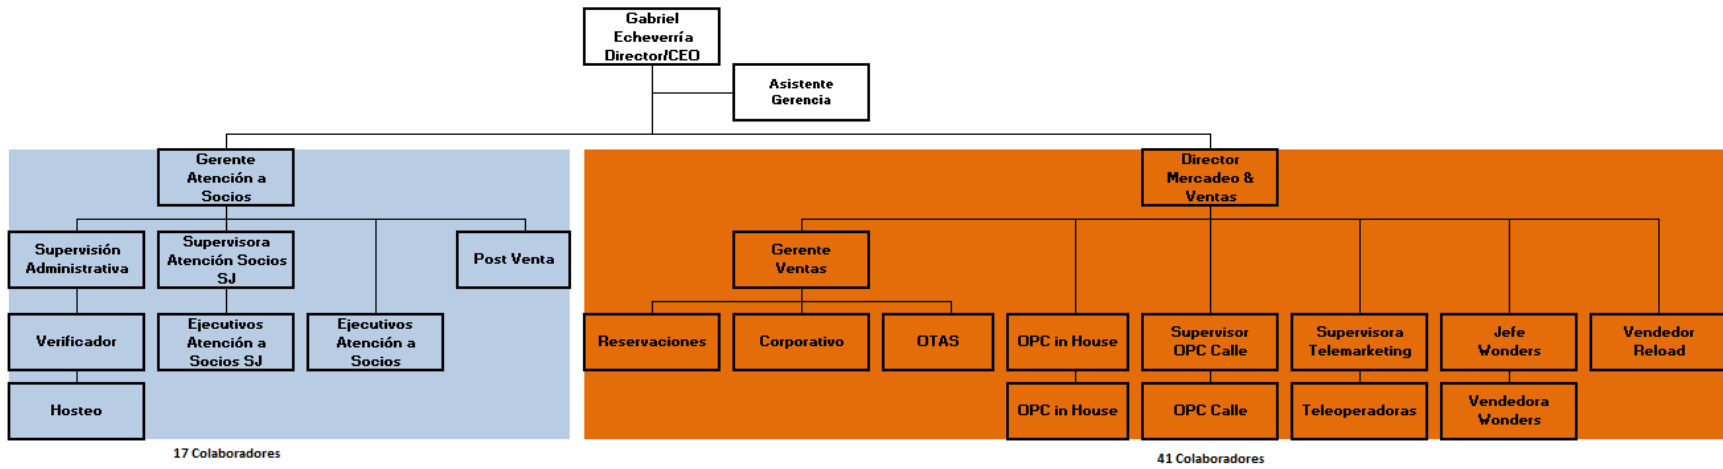 Gabriel
Echeverría
Director/CEO
Asistente
Gerencia
Gerente
Atención a
Socios
Director
Mercadeo &
Ventas
Supervisión
Administrativa
Supervisora
Atención Socios
SJ
Post Venta
Gerente
Ventas
Verificador
Ejecutivos
Atención a
Socios SJ
Ejecutivos
Atención a
Socios
Reservaciones
Corporativo
OTAS
OPC in House
Supervisor
OPC Calle
Supervisora
Telemarketing
Jefe
Wonders
Vendedor
Reload
Hosteo
OPC in House
OPC Calle
Teleoperadoras
Vendedora
Wonders
17 Colaboradores
41 Colaboradores